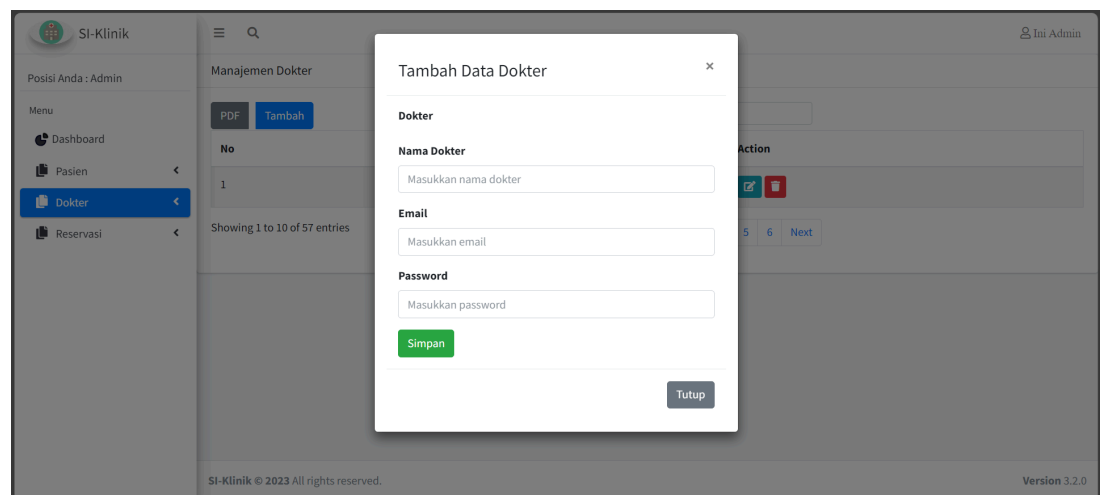 SI-Klinik
Ini Admin
Posisi Anda : Admin
Menu
Dashboard
Pasien
Dokter
Reservasi
Manajemen Dokter
PDF Tambah
No Action
1
Showing 1 to 10 of 57 entries
5 6 Next
Tambah Data Dokter ×
Dokter
Nama Dokter
Masukkan nama dokter
Email
Masukkan email
Password
Masukkan password
Simpan
Tutup
SI-Klinik © 2023 All rights reserved.
Version 3.2.0